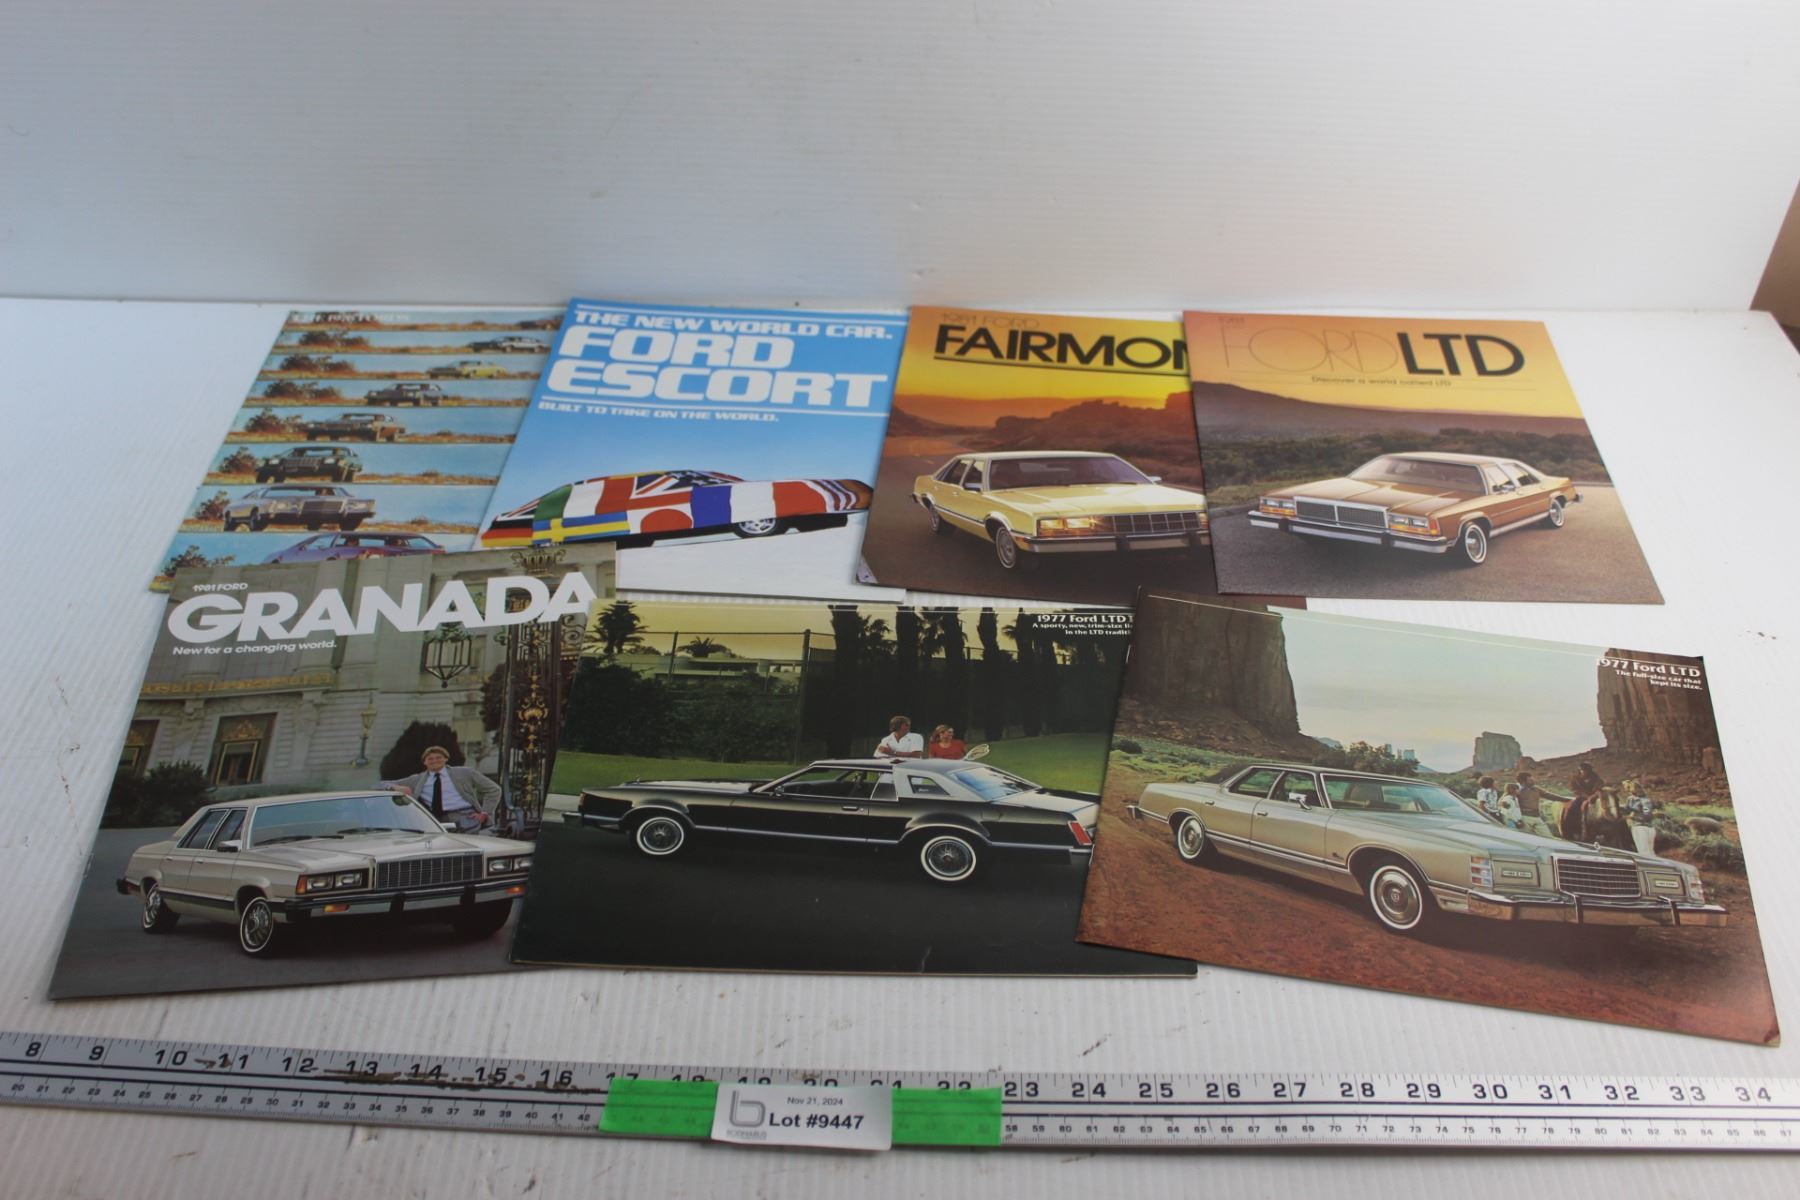 THE NEW WORLD CAR.
FORD
ESCORT
BUILT TO TAKE ON THE WORLD.
1981 FORD
FAIRMON
1981
FORD LTD
Discover a world called LTD
1981 FORD
GRANADA
New for a changing world.
1977 Ford LTD
A sporty, new, trim-size
in the LTD
1977 Ford LTD
The full-size car that
kept its size.
8 9 10 11 12 13 14 15 16 17 18 19 20 21 22 23 24 25 26 27 28 29 30 31 32 33 34
Nov 21, 2024
Lot #9447